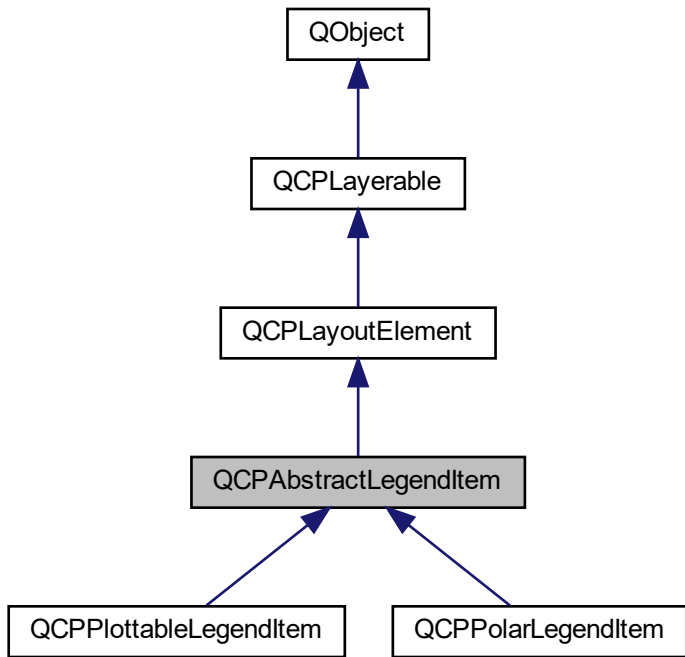 QObject
QCPLayerable
QCPLayoutElement
QCPAbstractLegendItem
QCPPlottableLegendItem
QCPPolarLegendItem